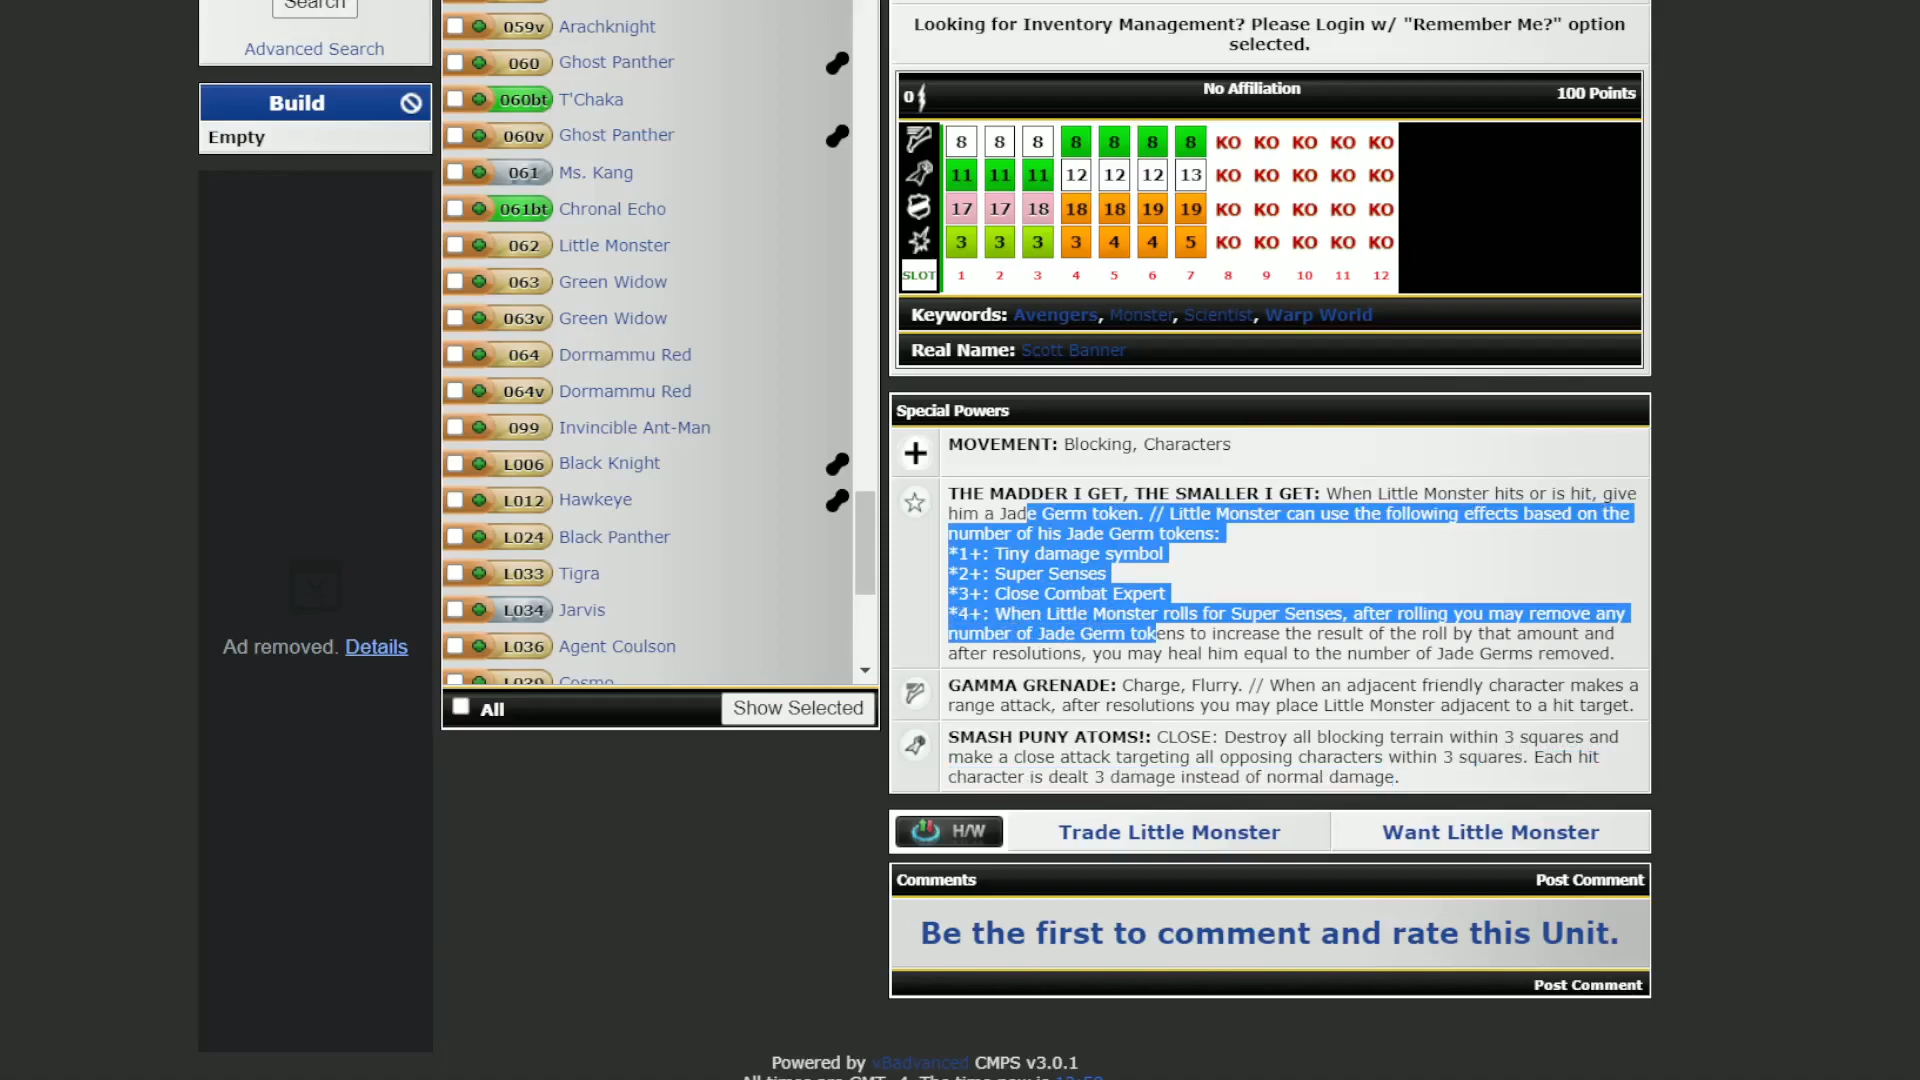 Search
Advanced Search
Build
Empty
Ad removed. Details
059v Arachknight
060 Ghost Panther
060bt T'Chaka
060v Ghost Panther
061 Ms. Kang
061bt Chronal Echo
062 Little Monster
063 Green Widow
063v Green Widow
064 Dormammu Red
064v Dormammu Red
099 Invincible Ant-Man
L006 Black Knight
L012 Hawkeye
L024 Black Panther
L033 Tigra
L034 Jarvis
L036 Agent Coulson
L039 Cosmo
All Show Selected
Looking for Inventory Management? Please Login w/ "Remember Me?" option
selected.
0 No Affiliation 100 Points
8 8 8 8 8 8 8 KO KO KO KO KO
11 11 11 12 12 12 13 KO KO KO KO KO
17 17 18 18 18 19 19 KO KO KO KO KO
3 3 3 3 4 4 5 KO KO KO KO KO
SLOT 1 2 3 4 5 6 7 8 9 10 11 12
Keywords: Avengers, Monster, Scientist, Warp World
Real Name: Scott Banner
Special Powers
MOVEMENT: Blocking, Characters
THE MADDER I GET, THE SMALLER I GET: When Little Monster hits or is hit, give
him a Jade Germ token. // Little Monster can use the following effects based on the
number of his Jade Germ tokens:
*1+: Tiny damage symbol
*2+: Super Senses
*3+: Close Combat Expert
*4+: When Little Monster rolls for Super Senses, after rolling you may remove any
number of Jade Germ tokens to increase the result of the roll by that amount and
after resolutions, you may heal him equal to the number of Jade Germs removed.
GAMMA GRENADE: Charge, Flurry. // When an adjacent friendly character makes a
range attack, after resolutions you may place Little Monster adjacent to a hit target.
SMASH PUNY ATOMS!: CLOSE: Destroy all blocking terrain within 3 squares and
make a close attack targeting all opposing characters within 3 squares. Each hit
character is dealt 3 damage instead of normal damage.
H/W Trade Little Monster Want Little Monster
Comments Post Comment
Be the first to comment and rate this Unit.
Post Comment
Powered by vBadvanced CMPS v3.0.1
All times are GMT -4. The time now is